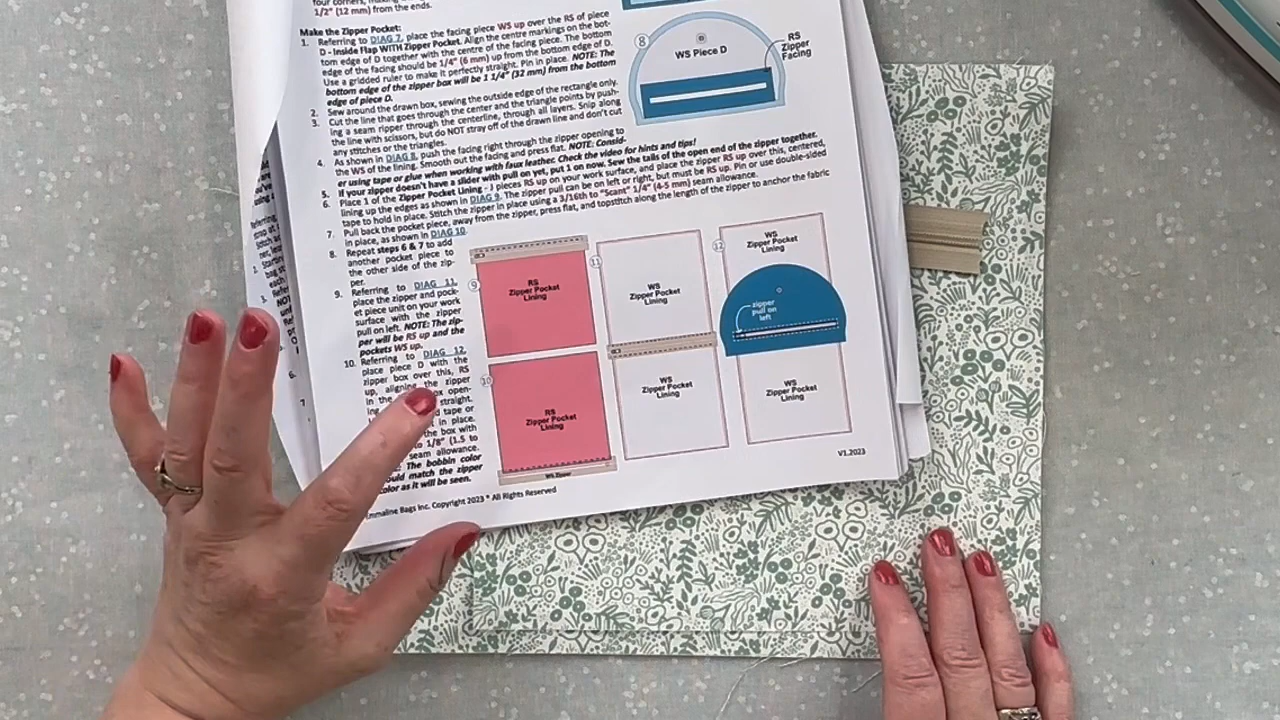 four corners, 
1/2" (12 mm) from the ends.
Make the Zipper Pocket:
1. Referring to DIAG 7, place the facing piece WS up over the RS of piece
D - Inside Flap WITH Zipper Pocket. Align the centre markings on the bot-
tom edge of D together with the centre of the facing piece. The bottom
edge of the facing should be 1/4" (6 mm) up from the bottom edge of D.
Use a gridded ruler to make it perfectly straight. Pin in place. NOTE: The
bottom edge of the zipper box will be 1 1/4" (32 mm) from the bottom
edge of piece D.
2. Sew around the drawn box, sewing the outside edge of the rectangle only.
3. Cut the line that goes through the center and the triangle points by push-
ing a seam ripper through the centerline, through all layers. Snip along
the line with scissors, but do NOT stray off of the drawn line and don't cut
any stitches or the triangles.
4. As shown in DIAG 8, push the facing right through the zipper opening to
the WS of the lining. Smooth out the facing and press flat. NOTE: Consid-
er using tape or glue when working with faux leather. Check the video for hints and tips!
5. If your zipper doesn't have a slider with pull on yet, put 1 on now. Sew the tails of the open end of the zipper together.
6. Place 1 of the Zipper Pocket Lining - J pieces RS up on your work surface, and place the zipper RS up over this, centered,
lining up the edges as shown in DIAG 9. The zipper pull can be on left or right, but must be RS up. Pin or use double-sided
tape to hold in place. Stitch the zipper in place using a 3/16th to "Scant" 1/4" (4-5 mm) seam allowance.
7. Pull back the pocket piece, away from the zipper, press flat, and topstitch along the length of the zipper to anchor the fabric
in place, as shown in DIAG 10.
8. Repeat steps 6 & 7 to add
another pocket piece to
the other side of the zip-
per.
9. Referring to DIAG 11,
place the zipper and pock-
et piece unit on your work
surface with the zipper
pull on left. NOTE: The zip-
per will be RS up and the
pockets WS up.
10. Referring to DIAG 12,
place piece D with the
zipper box over this, RS
up, aligning the zipper
in the box open-
straight.
tape or
in place.
the box with
to 1/8" (1.5 to
seam allowance.
The bobbin color
should match the zipper
color as it will be seen.
8
WS Piece D
RS
Zipper
Facing
9
RS
Zipper Pocket
Lining
10
RS
Zipper Pocket
Lining
WS Zipper
11
WS
Zipper Pocket
Lining
WS
Zipper Pocket
Lining
12
WS
Zipper Pocket
Lining
zipper
pull on
left
WS
Zipper Pocket
Lining
V1.2023
Emmaline Bags Inc. Copyright 2023 * All Rights Reserved